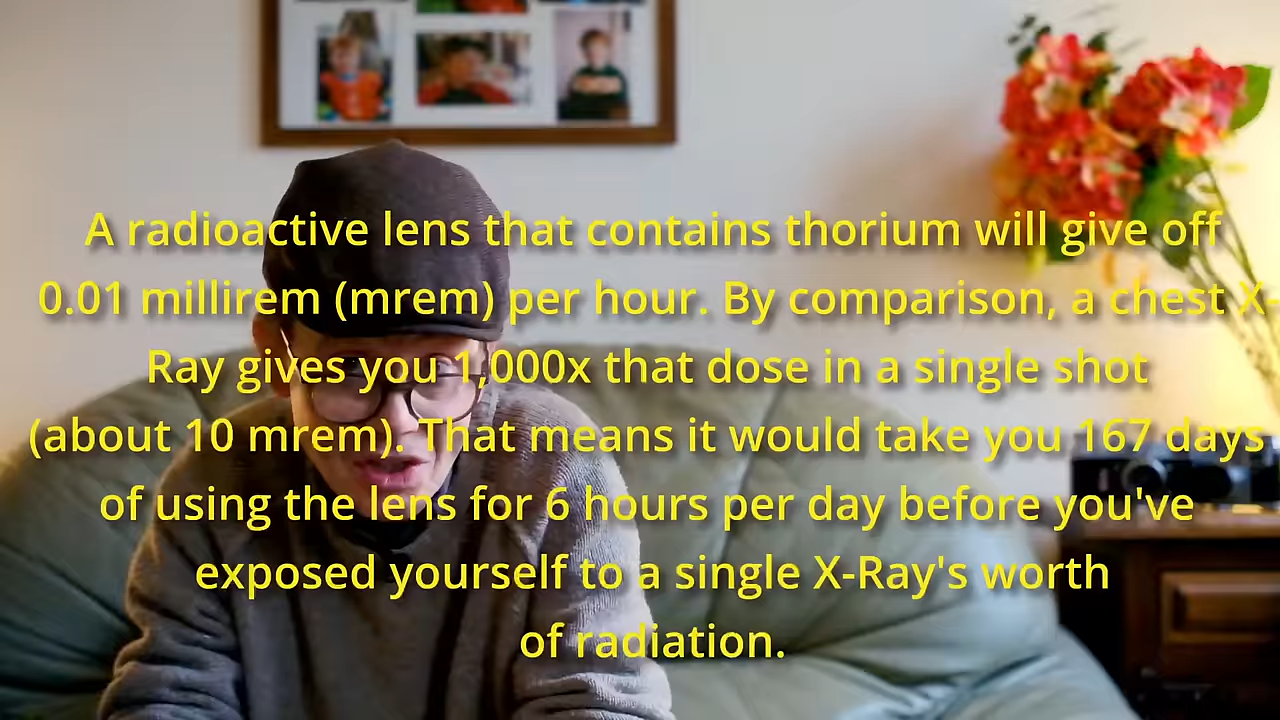 A radioactive lens that contains thorium will give off
0.01 millirem (mrem) per hour. By comparison, a chest X-
Ray gives you 1,000x that dose in a single shot
(about 10 mrem). That means it would take you 167 days
of using the lens for 6 hours per day before you've
exposed yourself to a single X-Ray's worth
of radiation.